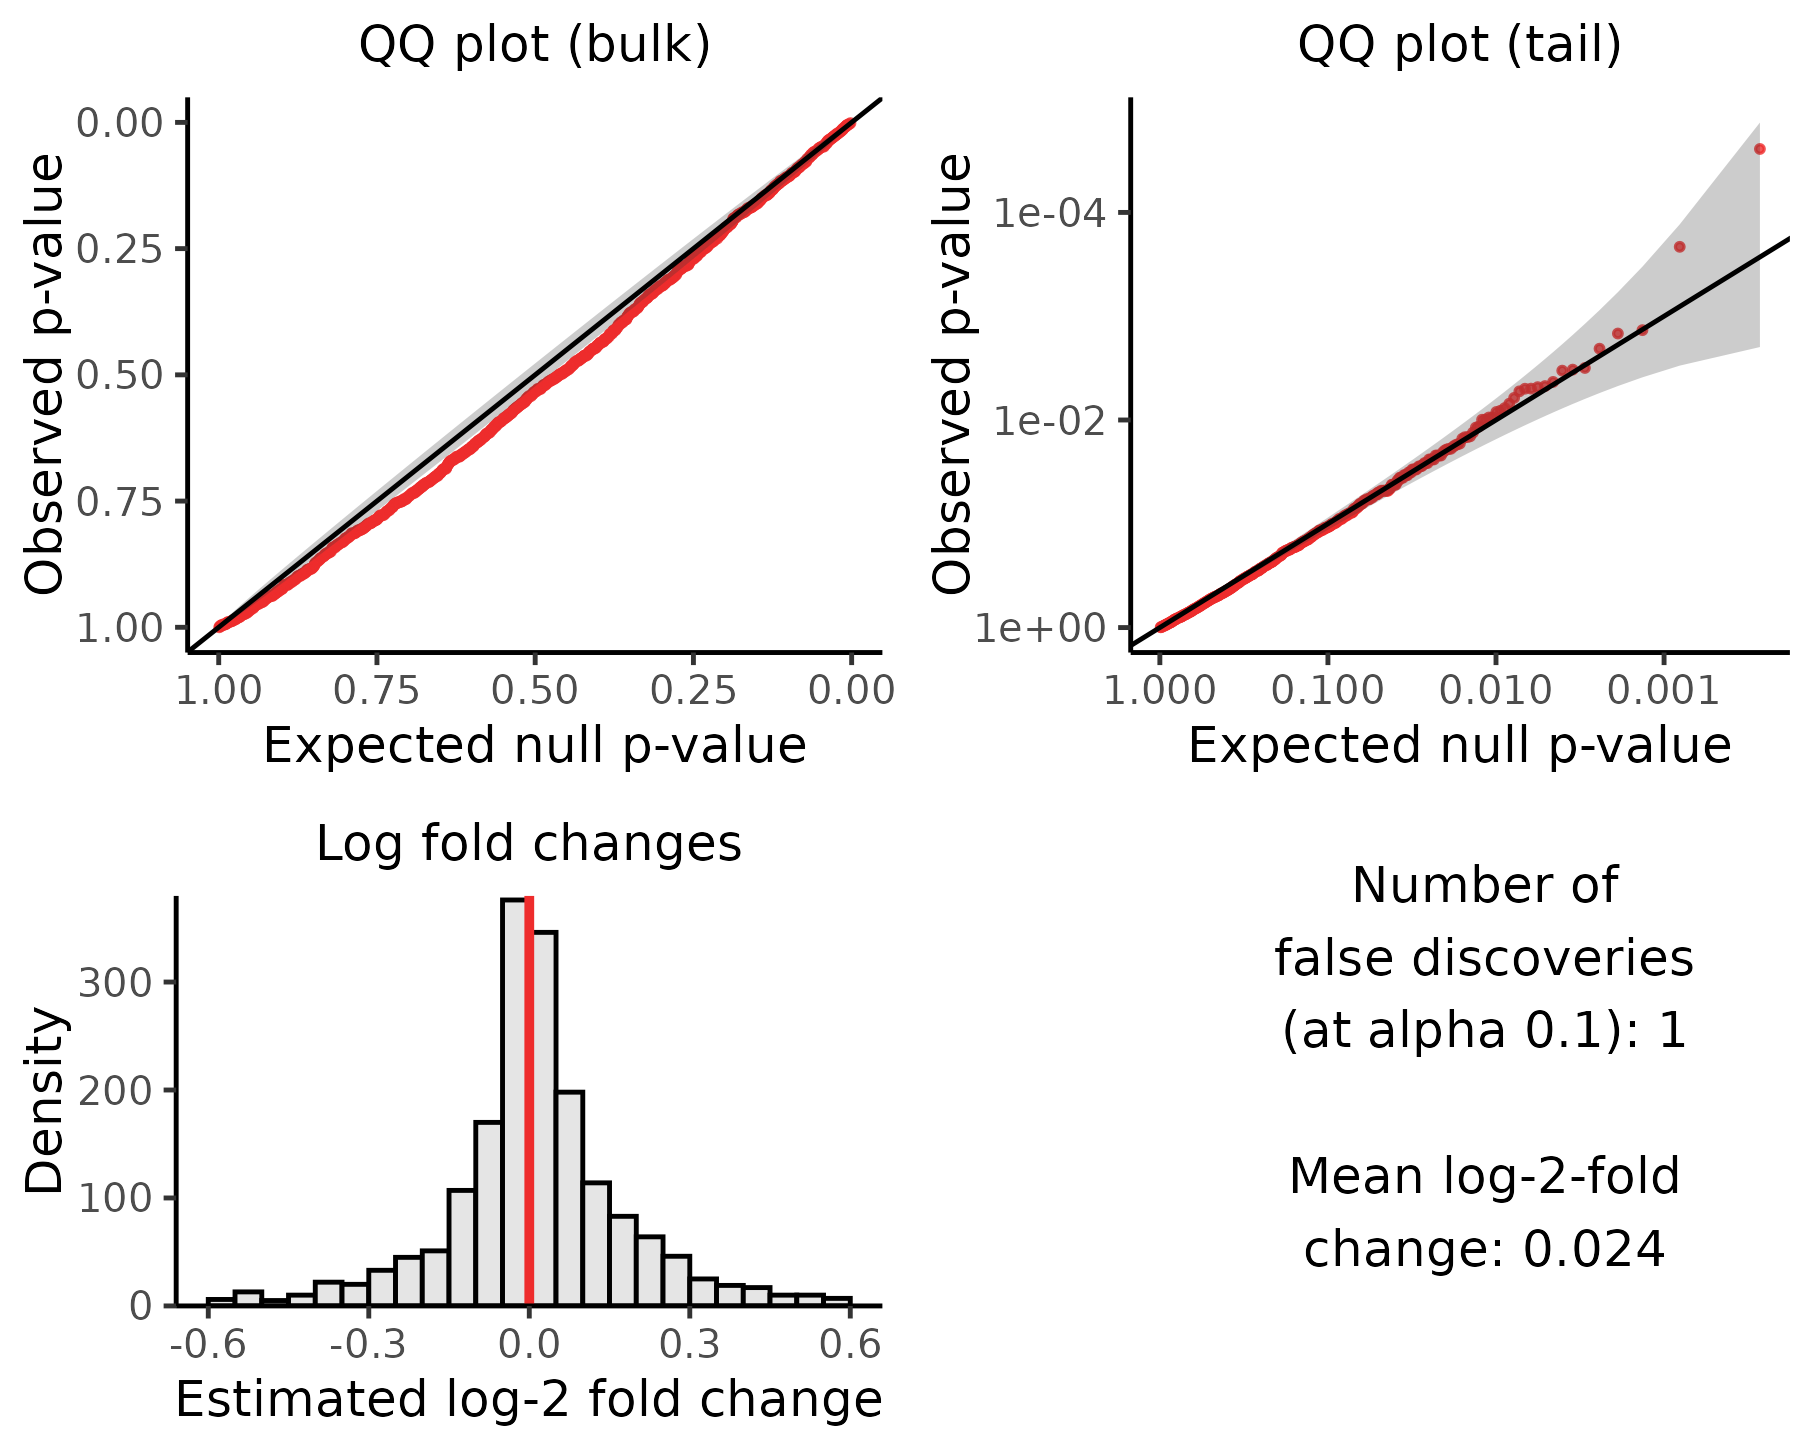 QQ plot (bulk)
Observed p-value
0.00
0.25
0.50
0.75
1.00
1.00 0.75 0.50 0.25 0.00
Expected null p-value
QQ plot (tail)
Observed p-value
1e-04
1e-02
1e+00
1.000 0.100 0.010 0.001
Expected null p-value
Log fold changes
Density
300
200
100
0
-0.6 -0.3 0.0 0.3 0.6
Estimated log-2 fold change
Number of
false discoveries
(at alpha 0.1): 1
Mean log-2-fold
change: 0.024